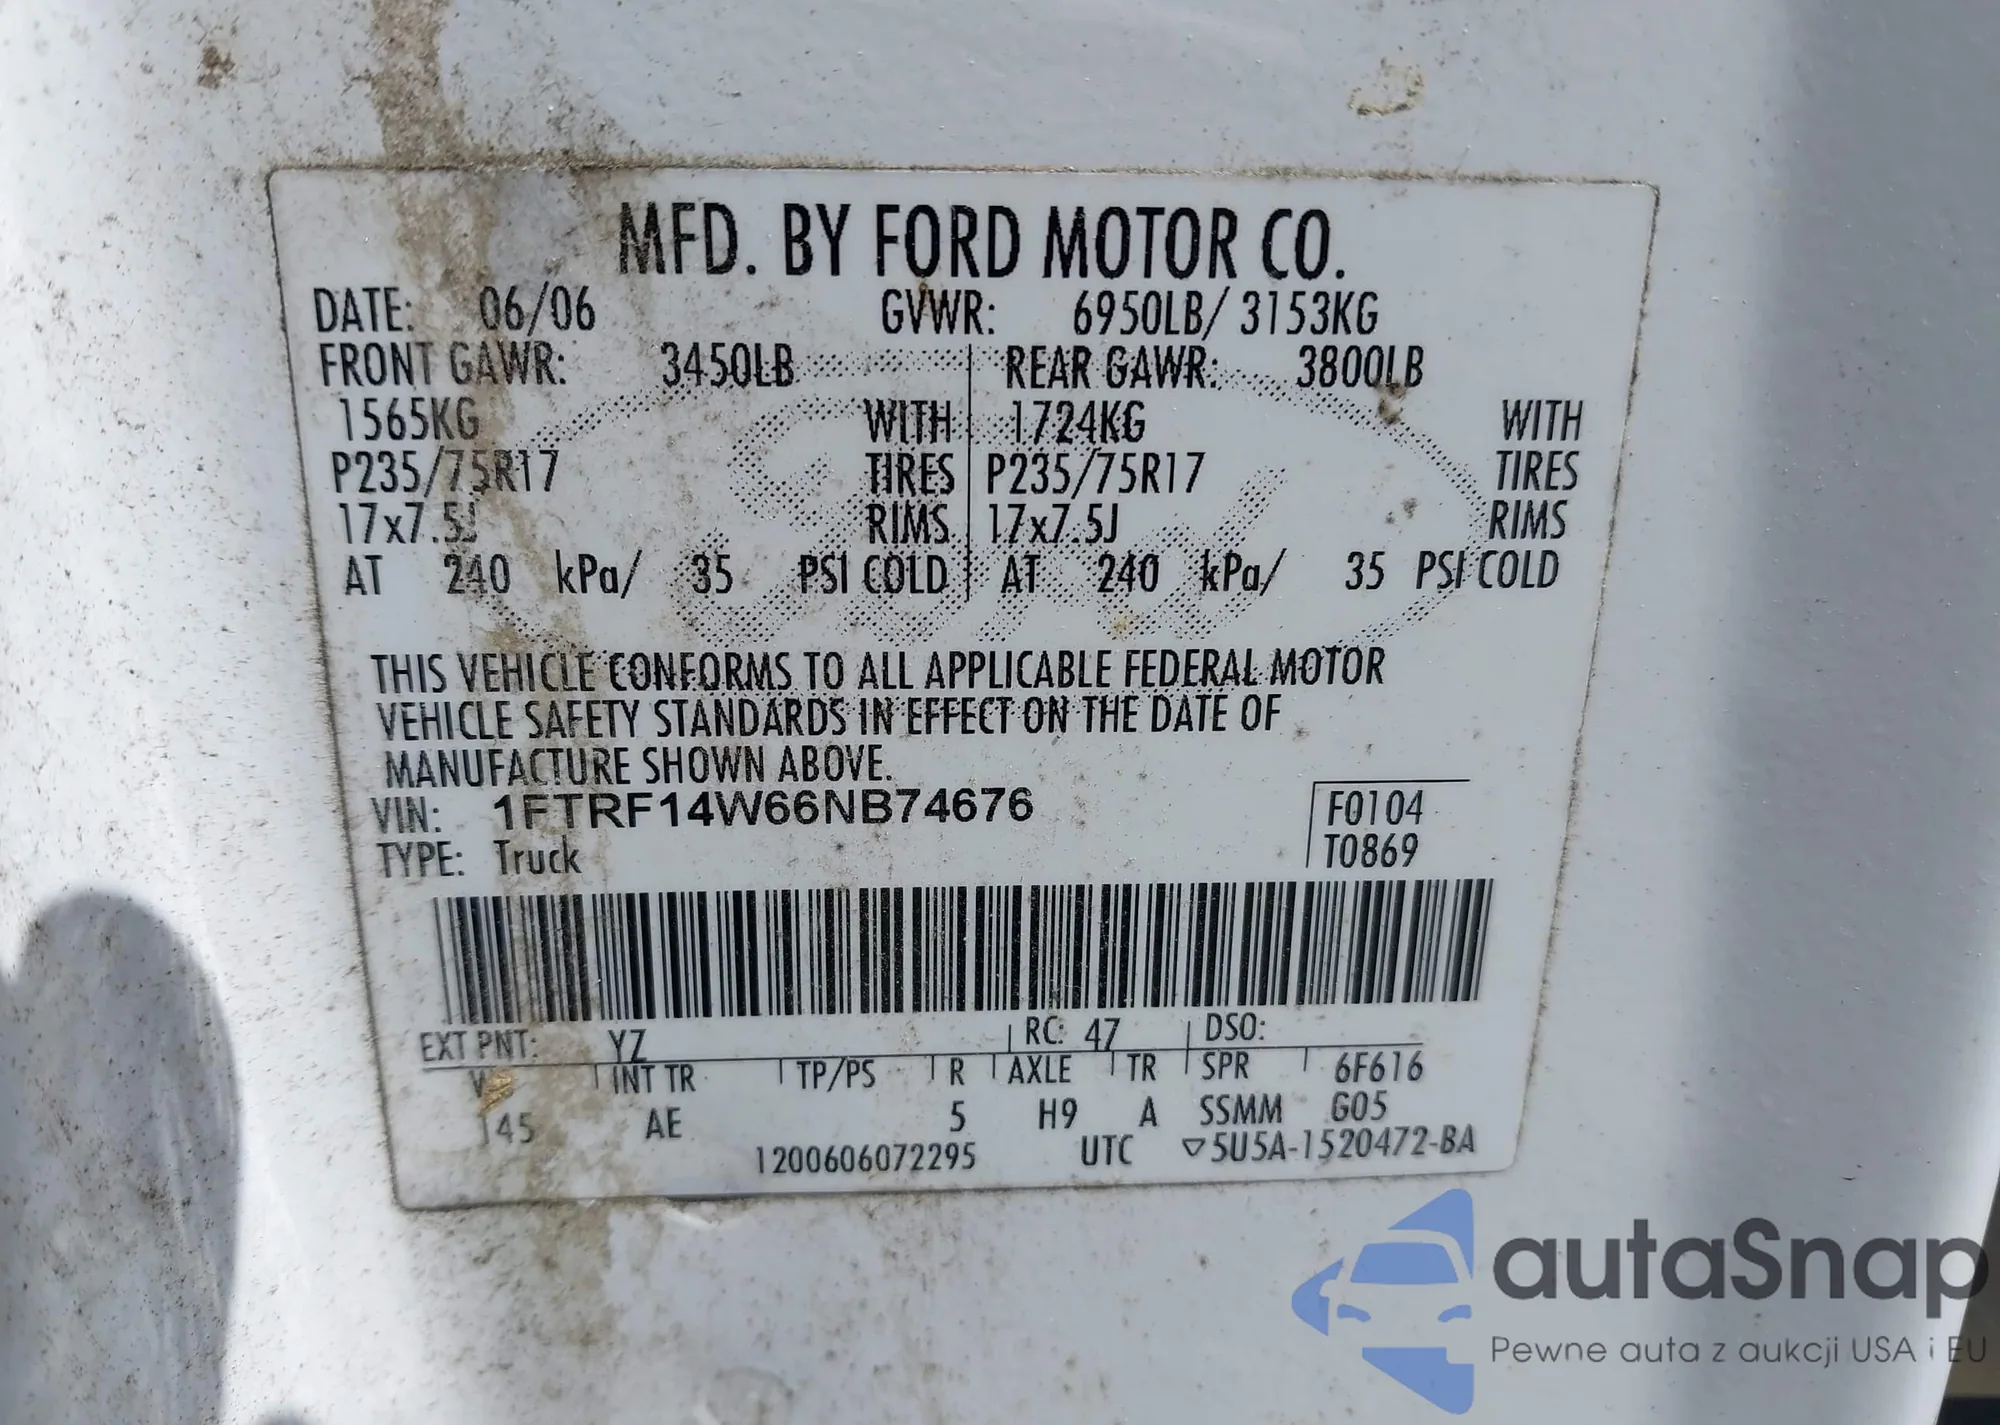 MFD. BY FORD MOTOR CO.
DATE: 06/06 GVWR: 6950LB/ 3153KG
FRONT GAWR: 3450LB REAR GAWR: 3800LB
1565KG WITH 1724KG WITH
P235/75R17 TIRES P235/75R17 TIRES
17x7.5J RIMS 17x7.5J RIMS
AT 240 kPa/ 35 PSI COLD AT 240 kPa/ 35 PSI COLD
THIS VEHICLE CONFORMS TO ALL APPLICABLE FEDERAL MOTOR
VEHICLE SAFETY STANDARDS IN EFFECT ON THE DATE OF
MANUFACTURE SHOWN ABOVE.
VIN: 1FTRF14W66NB74676 F0104
TYPE: Truck T0869
EXT PNT: YZ RC: 47 DSO:
INT TR TP/PS R AXLE TR SPR 6F616
145 AE 5 H9 A SSMM G05
1200606072295 UTC ▽5U5A-1520472-BA
Ford
autaSnap
Pewne auta z aukcji USA i EU